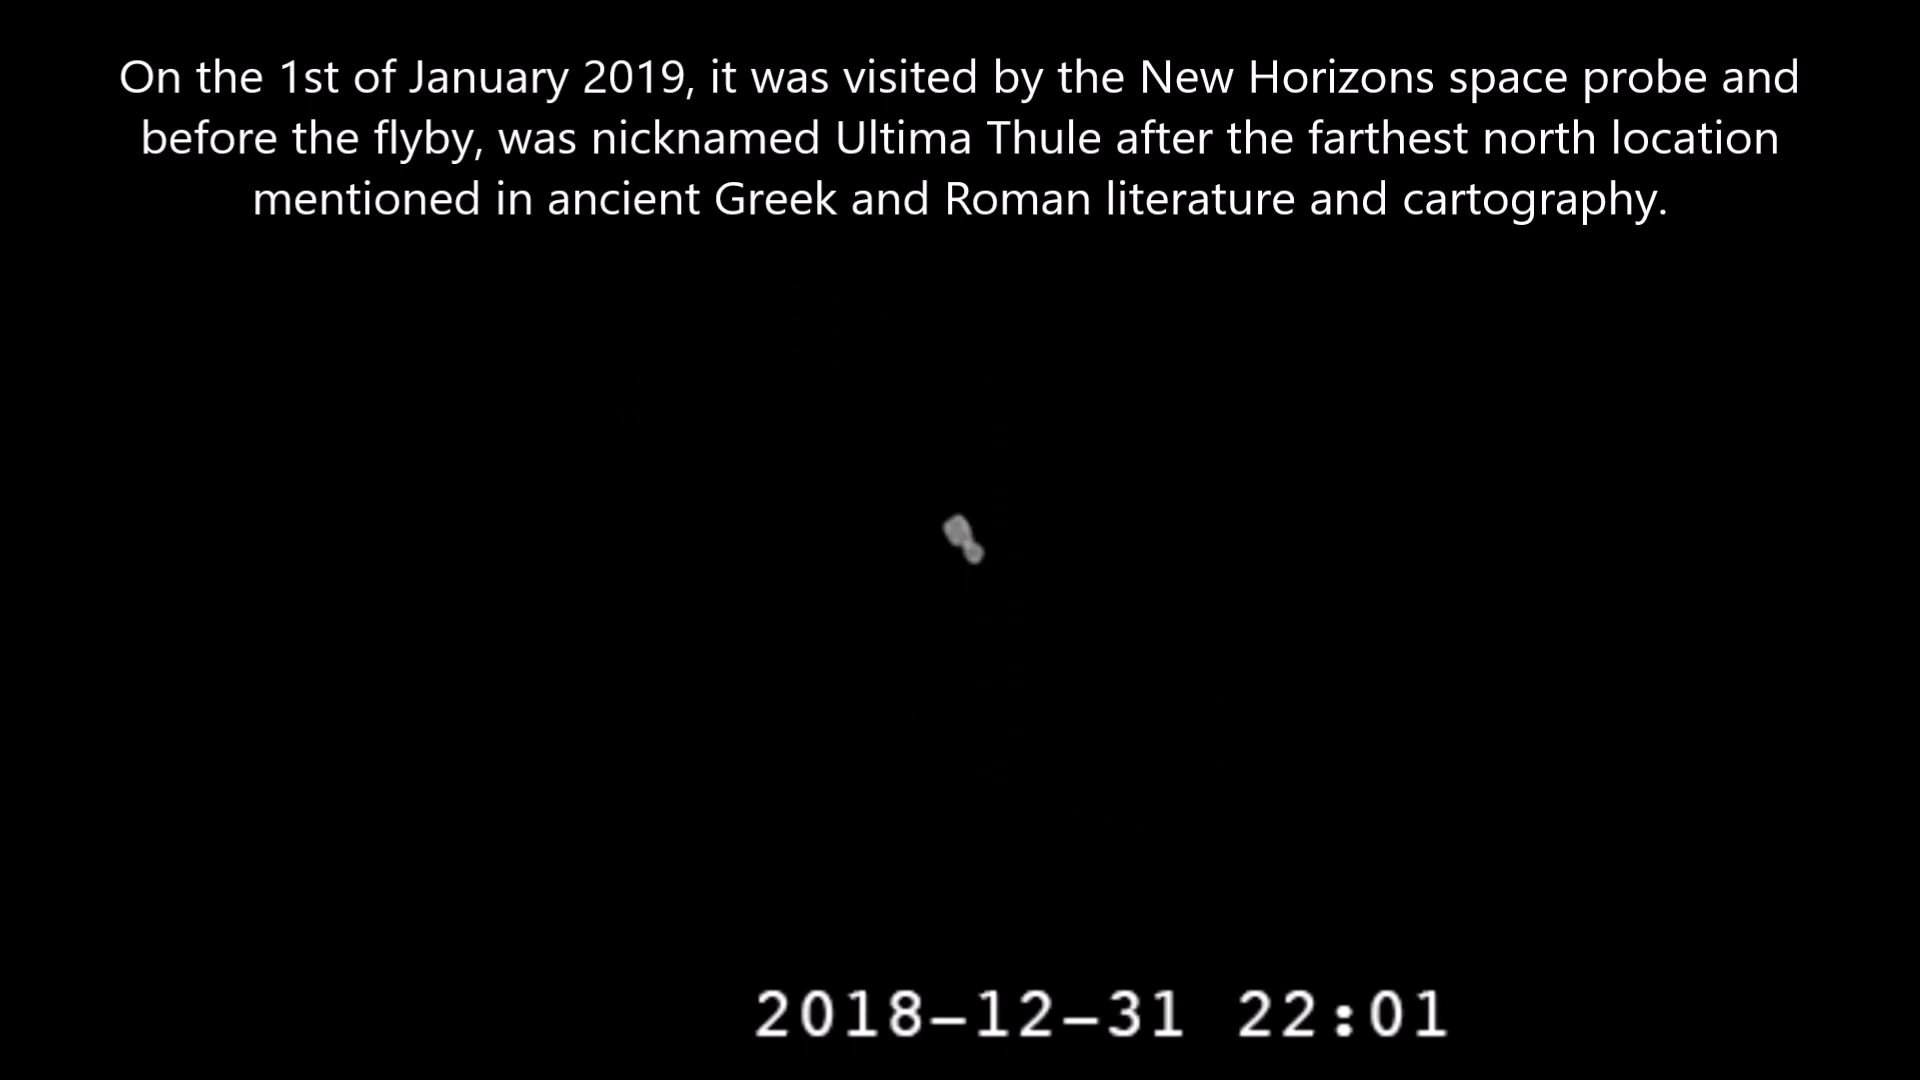 On the 1st of January 2019, it was visited by the New Horizons space probe and
before the flyby, was nicknamed Ultima Thule after the farthest north location
mentioned in ancient Greek and Roman literature and cartography.
2018-12-31 22:01